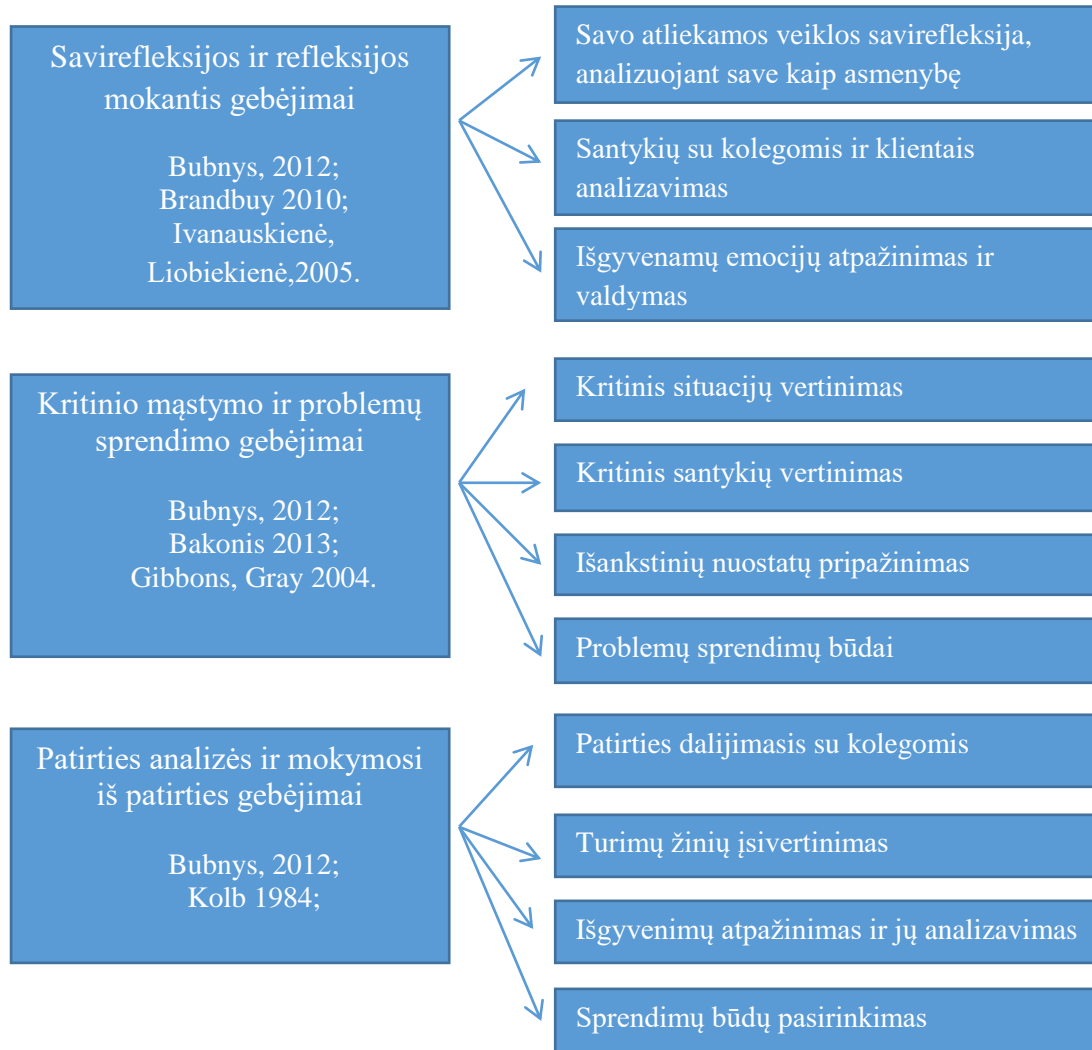 Savirefleksijos ir refleksijos
mokantis gebėjimai
Bubnys, 2012;
Brandbuy 2010;
Ivanauskienė,
Liobiekienė,2005.
Savo atliekamos veiklos savirefleksija,
analizuojant save kaip asmenybę
Santykių su kolegomis ir klientais
analizavimas
Išgyvenamų emocijų atpažinimas ir
valdymas
Kritinio mąstymo ir problemų
sprendimo gebėjimai
Bubnys, 2012;
Bakonis 2013;
Gibbons, Gray 2004.
Kritinis situacijų vertinimas
Kritinis santykių vertinimas
Išankstinių nuostatų pripažinimas
Problemų sprendimų būdai
Patirties analizės ir mokymosi
iš patirties gebėjimai
Bubnys, 2012;
Kolb 1984;
Patirties dalijimasis su kolegomis
Turimų žinių įsivertinimas
Išgyvenimų atpažinimas ir jų analizavimas
Sprendimų būdų pasirinkimas